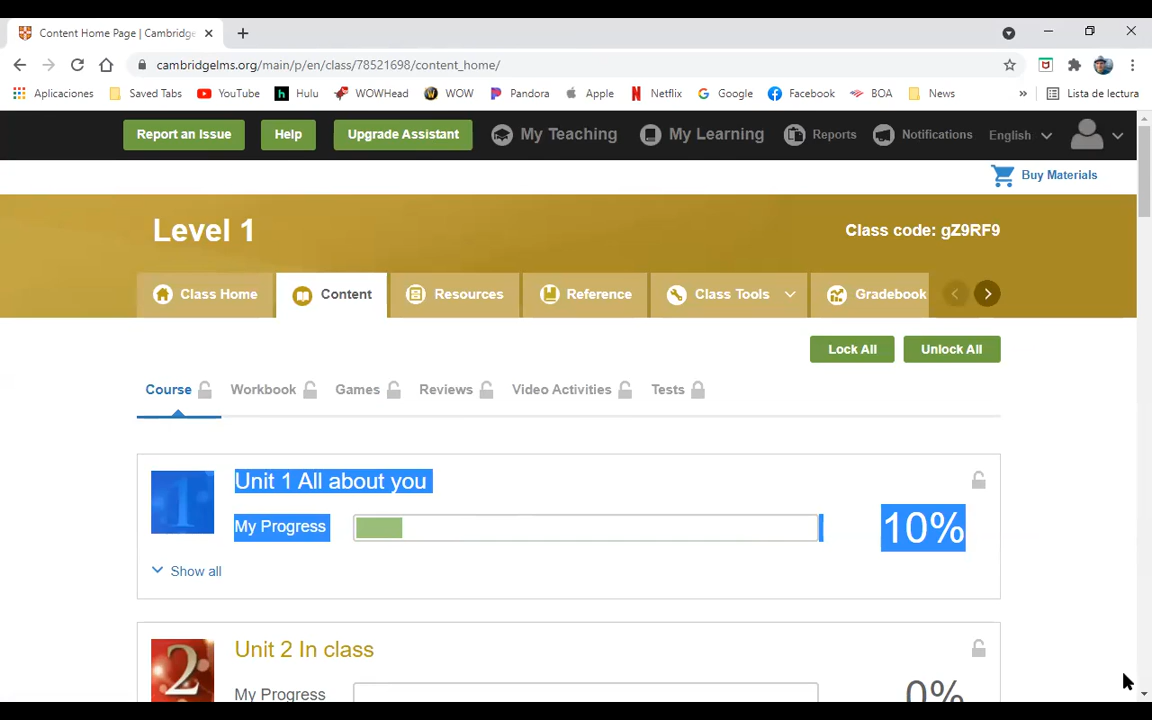 Content Home Page | Cambridge
cambridgelms.org/main/p/en/class/78521698/content_home/
Aplicaciones Saved Tabs YouTube Hulu WOWHead WOW Pandora Apple Netflix Google Facebook BOA News » Lista de lectura
Report an Issue Help Upgrade Assistant My Teaching My Learning Reports Notifications English
Buy Materials
Level 1
Class code: gZ9RF9
Class Home Content Resources Reference Class Tools Gradebook
Lock All Unlock All
Course Workbook Games Reviews Video Activities Tests
1
Unit 1 All about you
My Progress 10%
Show all
2
Unit 2 In class
My Progress 0%